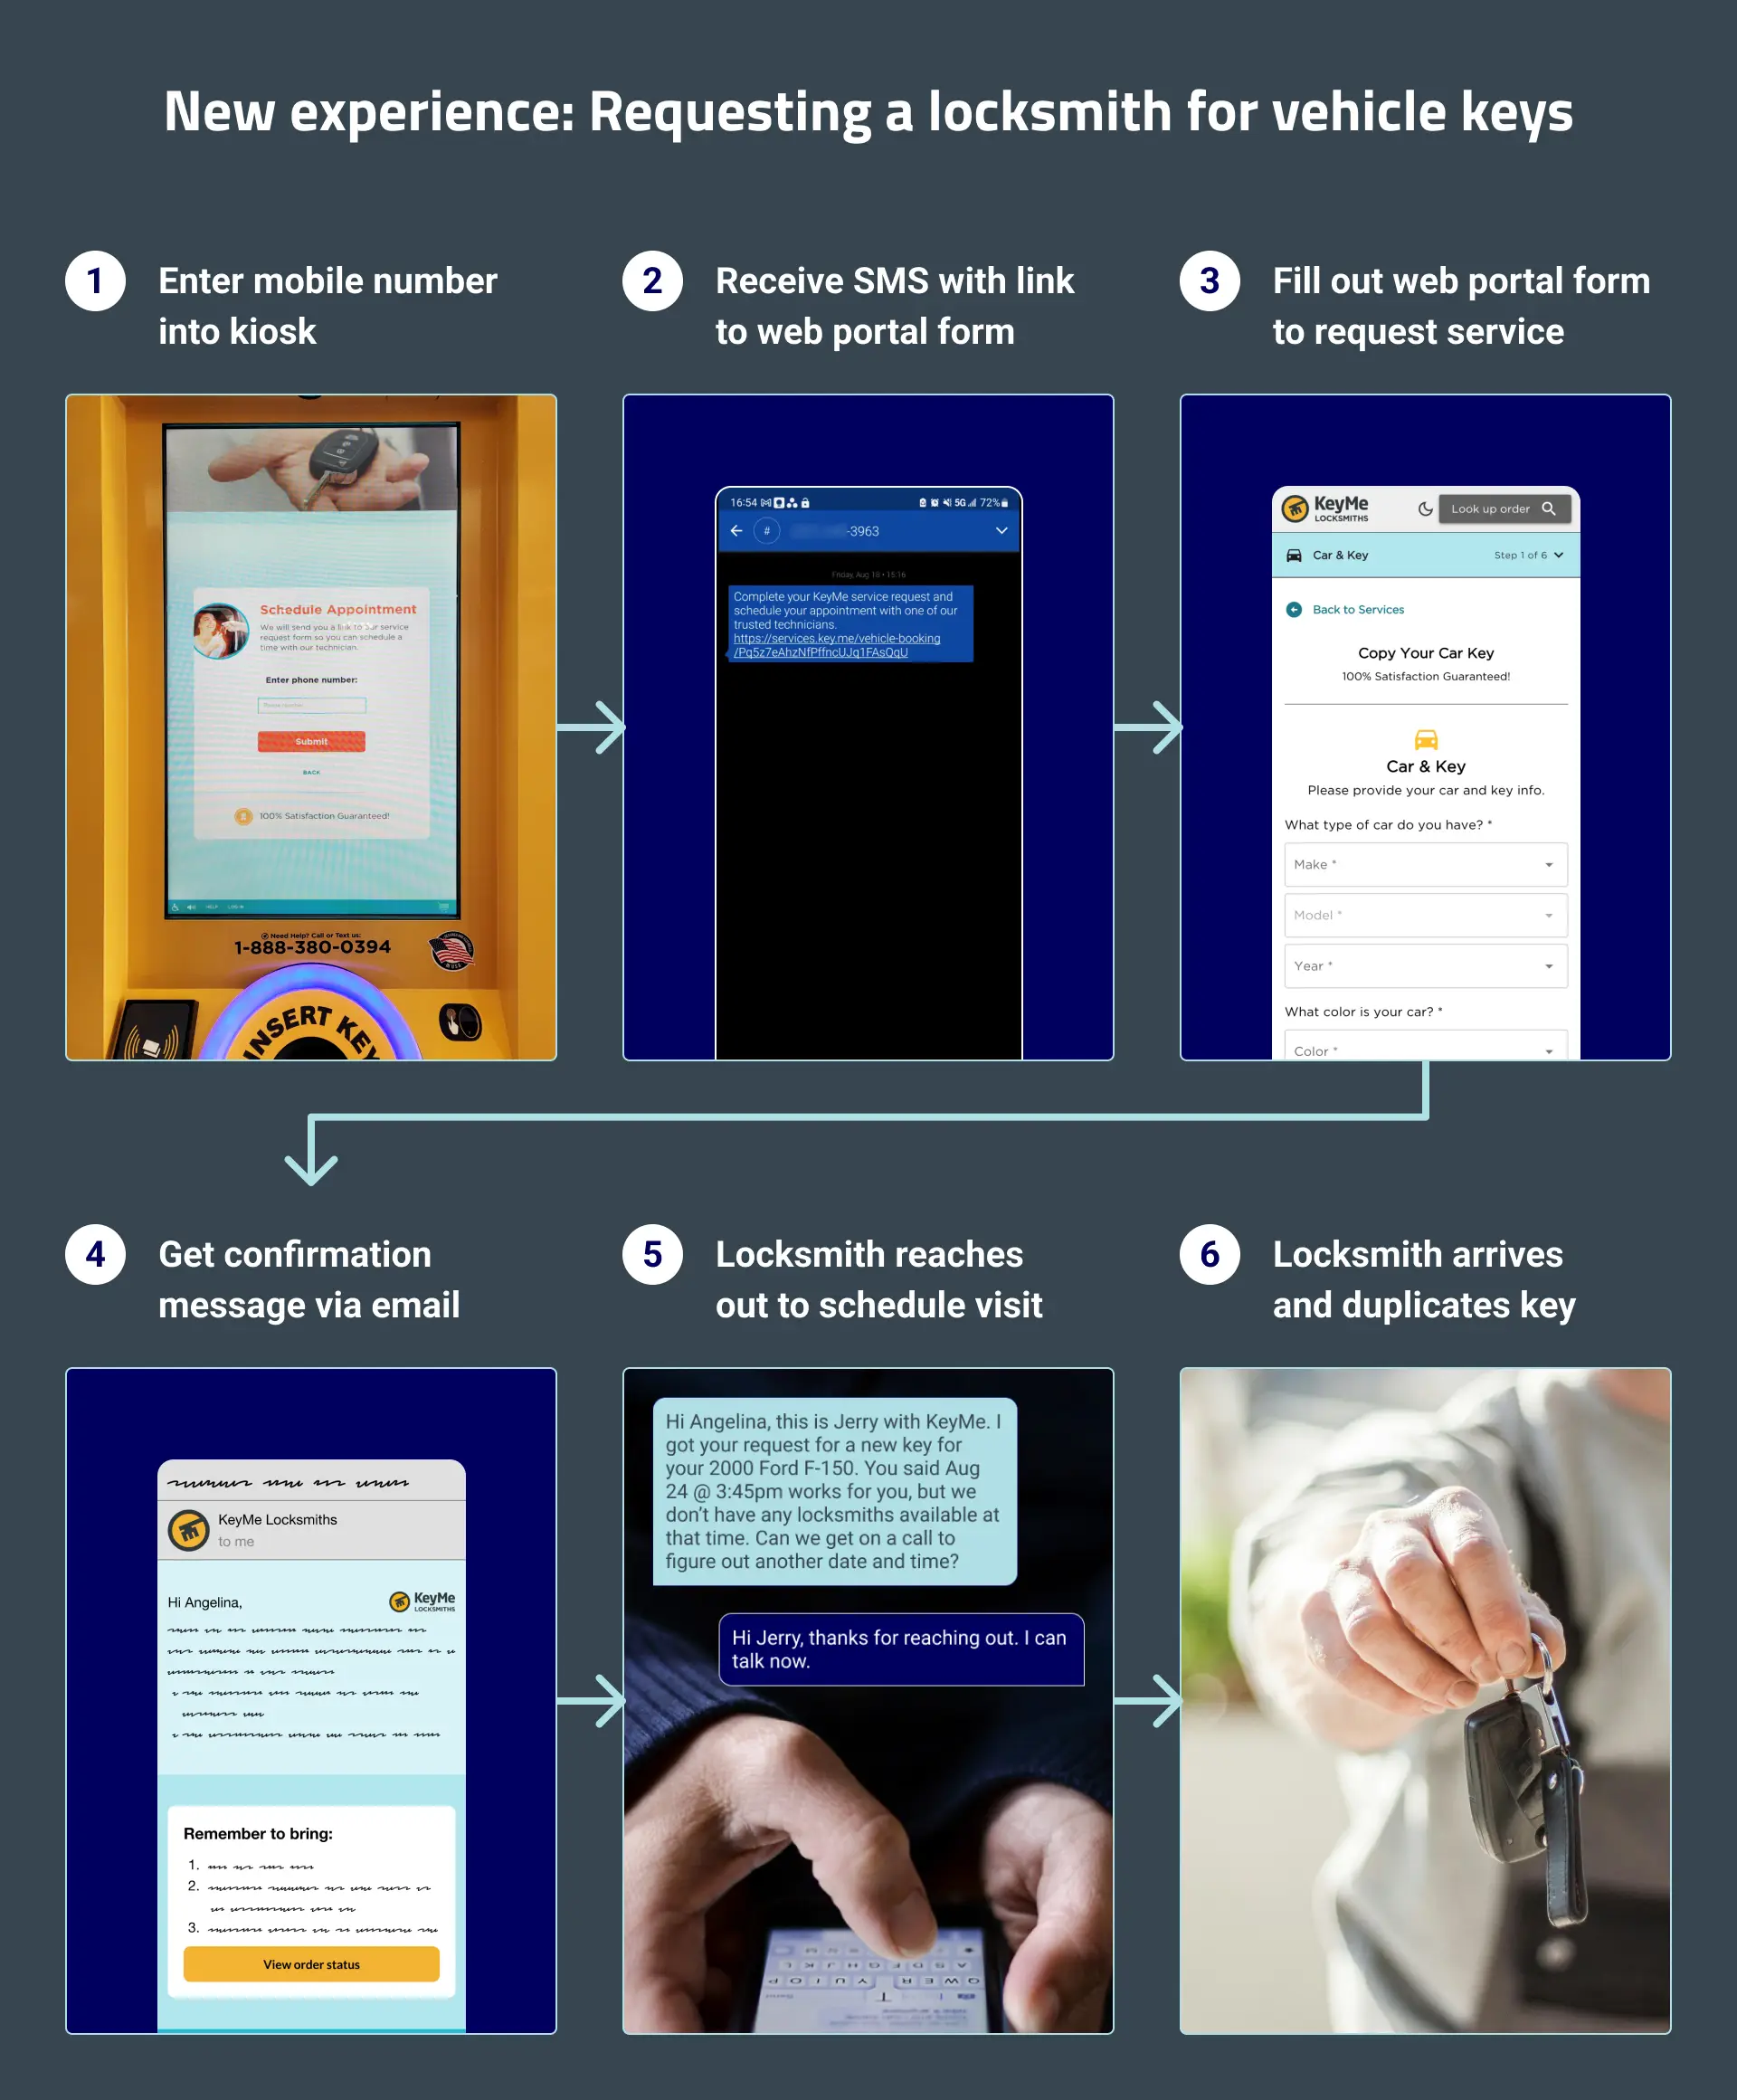 New experience: Requesting a locksmith for vehicle keys
1
Enter mobile number
into kiosk
2
Receive SMS with link
to web portal form
3
Fill out web portal form
to request service
Schedule Appointment
We will send you a link to our service
request form so you can schedule a
time with our technician.
Enter phone number:
Submit
BACK
100% Satisfaction Guaranteed!
HELP
Need Help? Call or Text us:
1-888-380-0394
INSERT KEY
16:54
5G 72%
#
-3963
Friday, Aug 18 • 15:16
Complete your KeyMe service request and
schedule your appointment with one of our
trusted technicians.
https://services.key.me/vehicle-booking
/Pq5z7eAhzNfPffncUJq1FAsQqU
KeyMe
LOCKSMITHS
Look up order
Car & Key
Step 1 of 6
Back to Services
Copy Your Car Key
100% Satisfaction Guaranteed!
Car & Key
Please provide your car and key info.
What type of car do you have? *
Make *
Model *
Year *
What color is your car? *
Color *
4
Get confirmation
message via email
5
Locksmith reaches
out to schedule visit
6
Locksmith arrives
and duplicates key
KeyMe Locksmiths
to me
Hi Angelina,
KeyMe
LOCKSMITHS
Remember to bring:
1.
2.
3.
View order status
Hi Angelina, this is Jerry with KeyMe. I
got your request for a new key for
your 2000 Ford F-150. You said Aug
24 @ 3:45pm works for you, but we
don't have any locksmiths available at
that time. Can we get on a call to
figure out another date and time?
Hi Jerry, thanks for reaching out. I can
talk now.